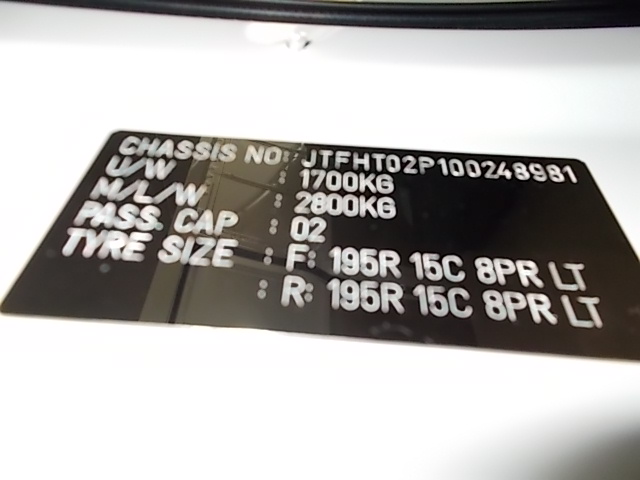 CHASSIS NO: JTFHT02P100248981
U/W : 1700KG
M/L/W : 2800KG
PASS. CAP : 02
TYRE SIZE : F: 195R 15C 8PR LT
: R: 195R 15C 8PR LT